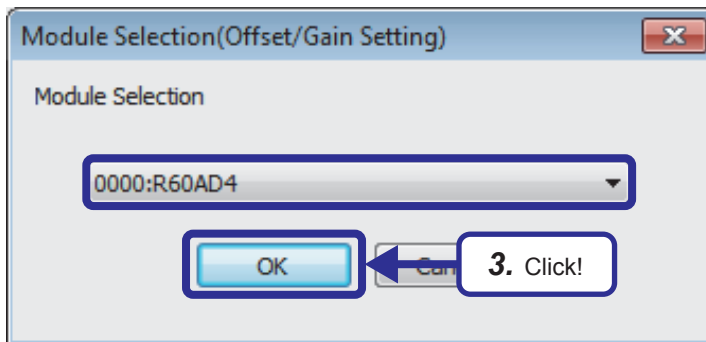 Module Selection(Offset/Gain Setting)
Module Selection
0000:R60AD4
OK
3. Click!